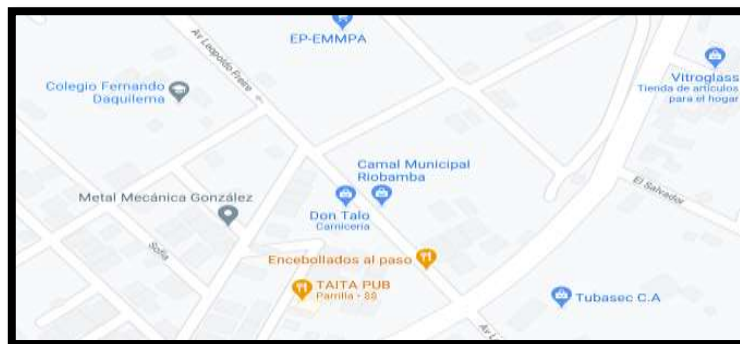 EP-EMMPA
Av Leopoldo Freire
Vitroglass
Tienda de artículos
para el hogar
Colegio Fernando
Daquilema
Camal Municipal
Riobamba
El Salvador
Metal Mecánica González
Don Talo
Carnicería
Sofía
Encebollados al paso
TAITA PUB
Parrilla • $$
Tubasec C.A
Av L